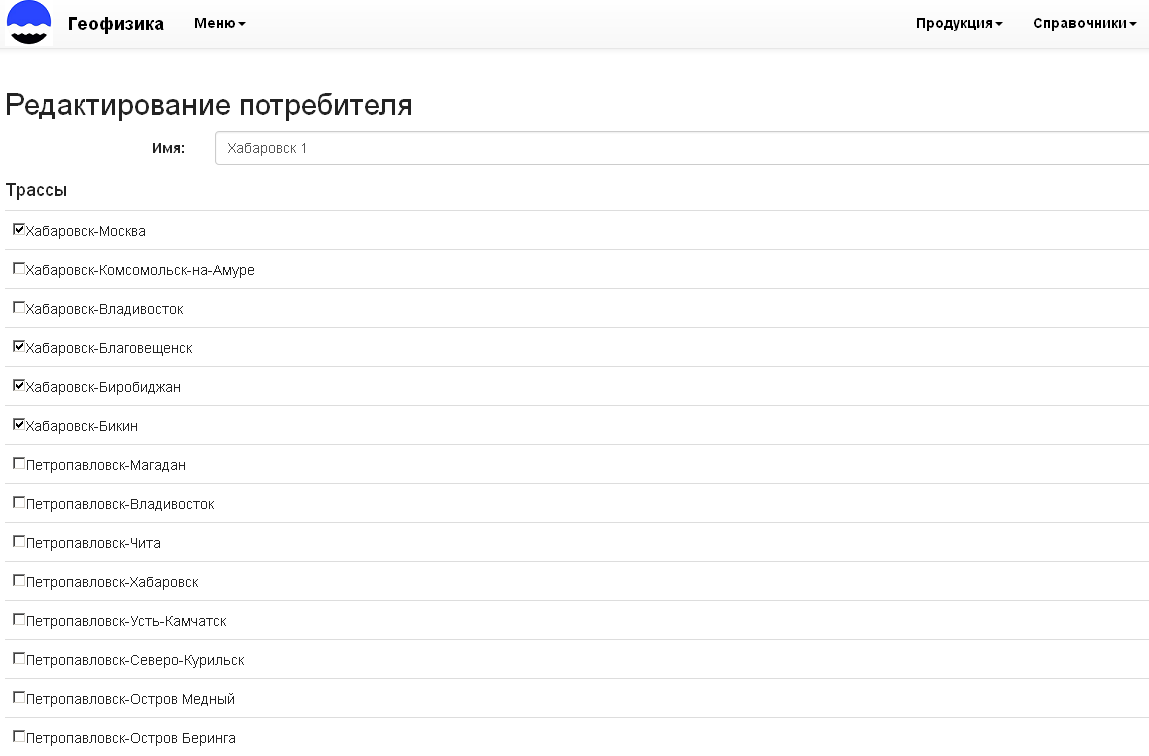 Геофизика Меню Продукция Справочники
Редактирование потребителя
Имя: Хабаровск 1
Трассы
Хабаровск-Москва
Хабаровск-Комсомольск-на-Амуре
Хабаровск-Владивосток
Хабаровск-Благовещенск
Хабаровск-Биробиджан
Хабаровск-Бикин
Петропавловск-Магадан
Петропавловск-Владивосток
Петропавловск-Чита
Петропавловск-Хабаровск
Петропавловск-Усть-Камчатск
Петропавловск-Северо-Курильск
Петропавловск-Остров Медный
Петропавловск-Остров Беринга